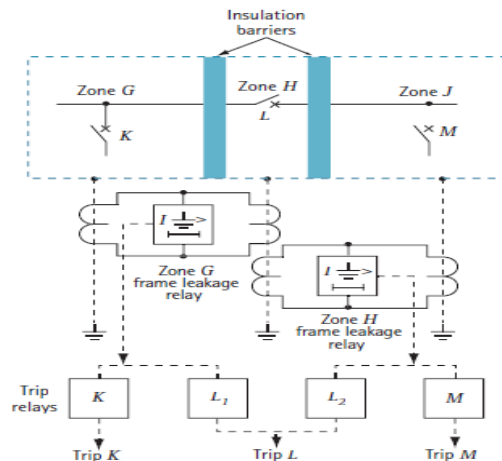 Insulation
barriers
Zone G
Zone H
Zone J
K
L
M
I >
Zone G
frame leakage
relay
I >
Zone H
frame leakage
relay
Trip
relays
K
L1
L2
M
Trip K
Trip L
Trip M